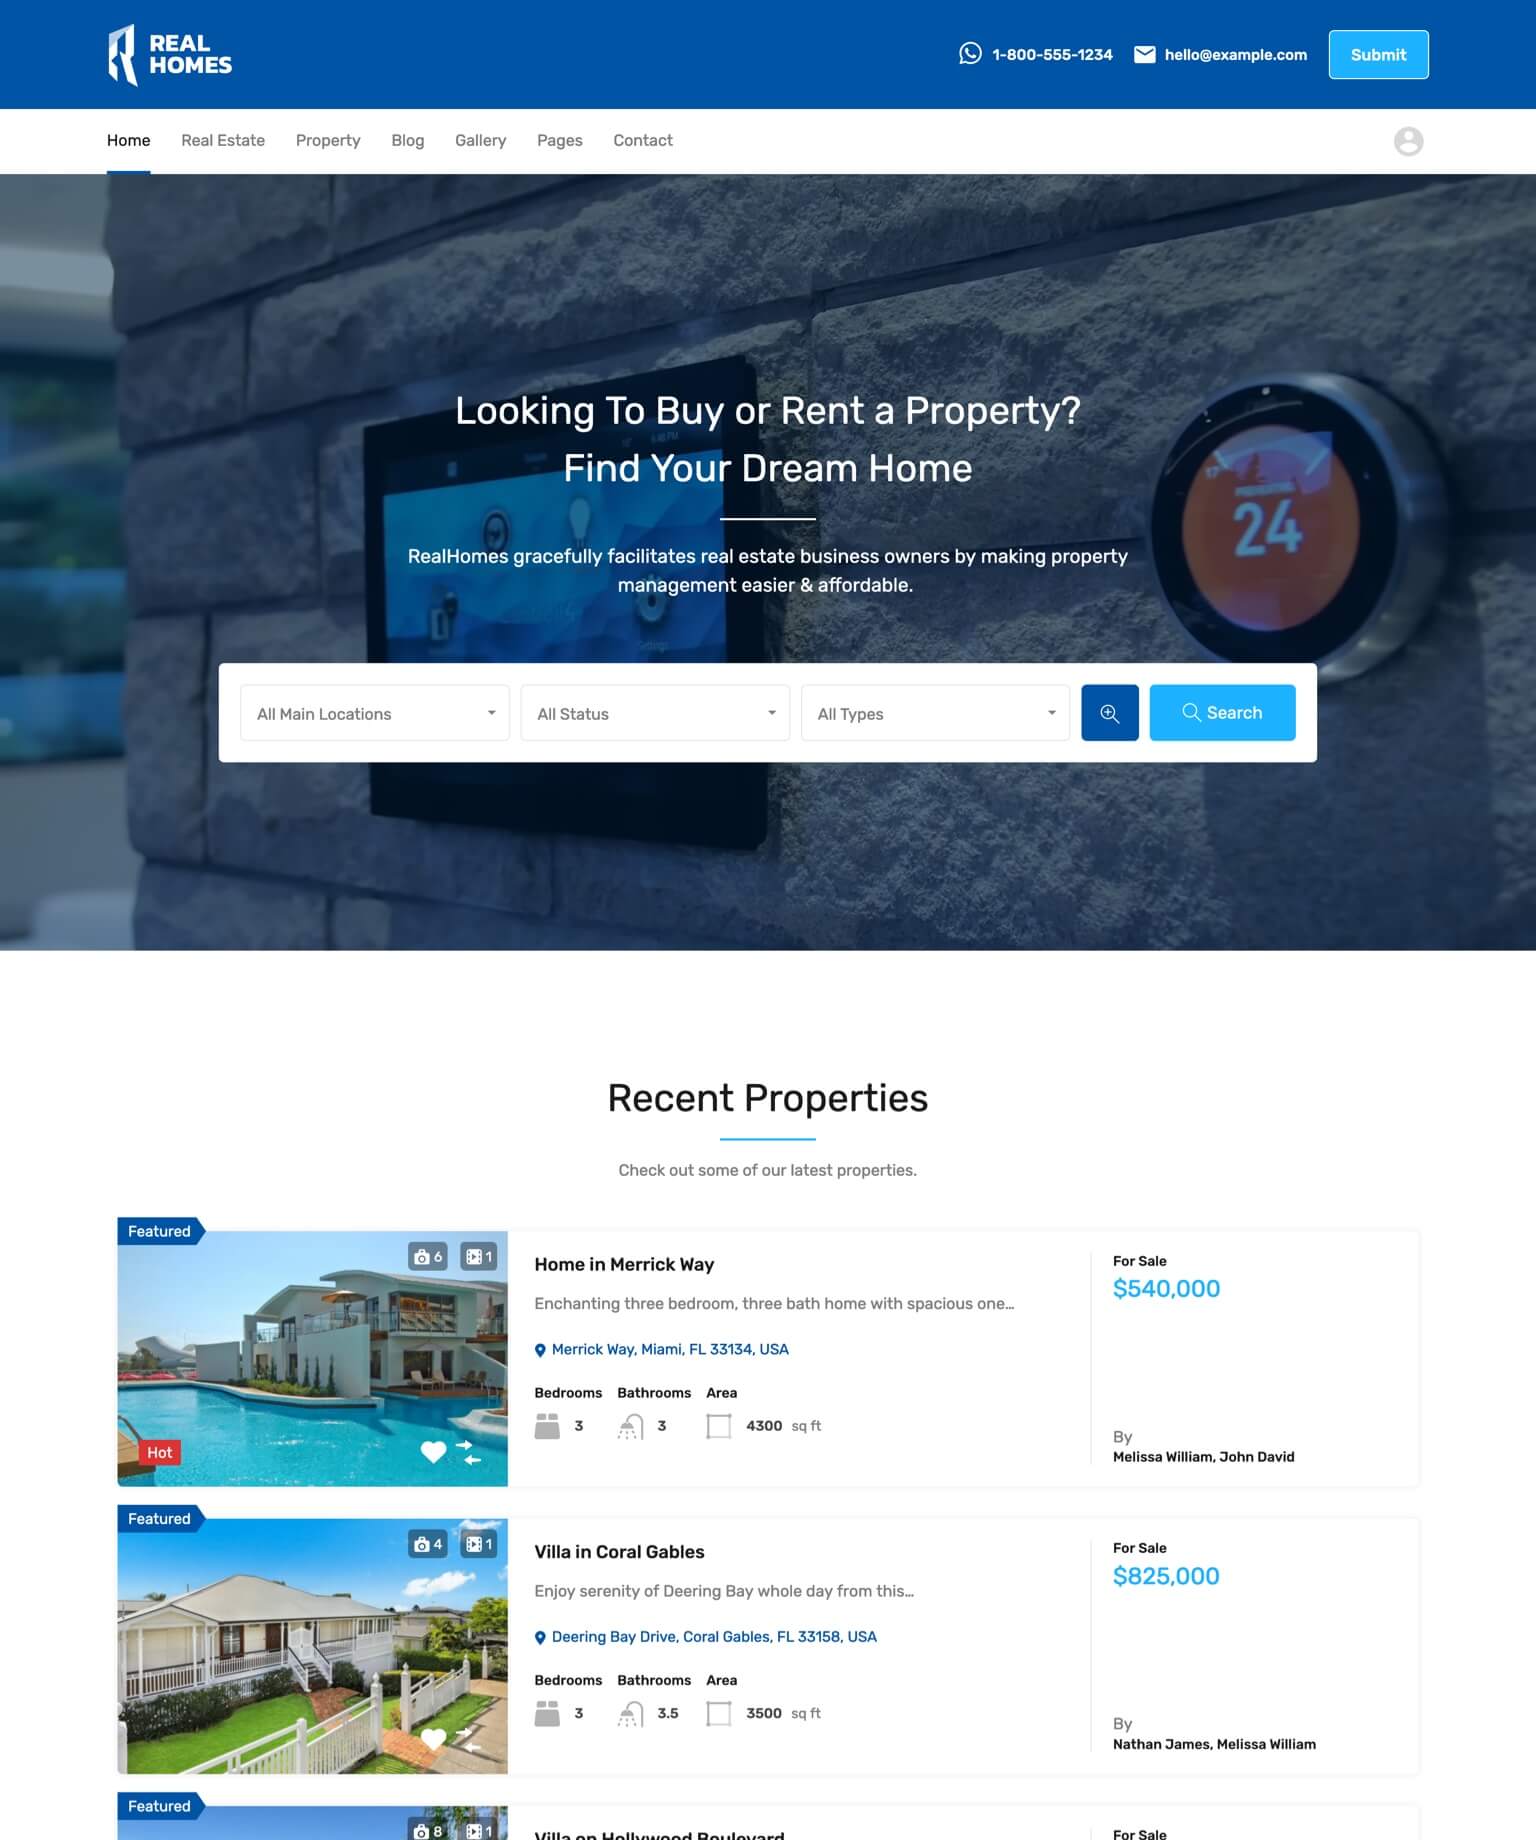 REAL
HOMES
1-800-555-1234
hello@example.com
Submit
Home
Real Estate
Property
Blog
Gallery
Pages
Contact
Looking To Buy or Rent a Property?
Find Your Dream Home
17
24
RealHomes gracefully facilitates real estate business owners by making property
management easier & affordable.
All Main Locations
All Status
All Types
Search
Recent Properties
Check out some of our latest properties.
Featured
6
1
Hot
Home in Merrick Way
Enchanting three bedroom, three bath home with spacious one…
Merrick Way, Miami, FL 33134, USA
Bedrooms Bathrooms Area
3 3 4300 sq ft
For Sale
$540,000
By
Melissa William, John David
Featured
4
1
Villa in Coral Gables
Enjoy serenity of Deering Bay whole day from this…
Deering Bay Drive, Coral Gables, FL 33158, USA
Bedrooms Bathrooms Area
3 3.5 3500 sq ft
For Sale
$825,000
By
Nathan James, Melissa William
Featured
8
1
Villa on Hollywood Boulevard
For Sale